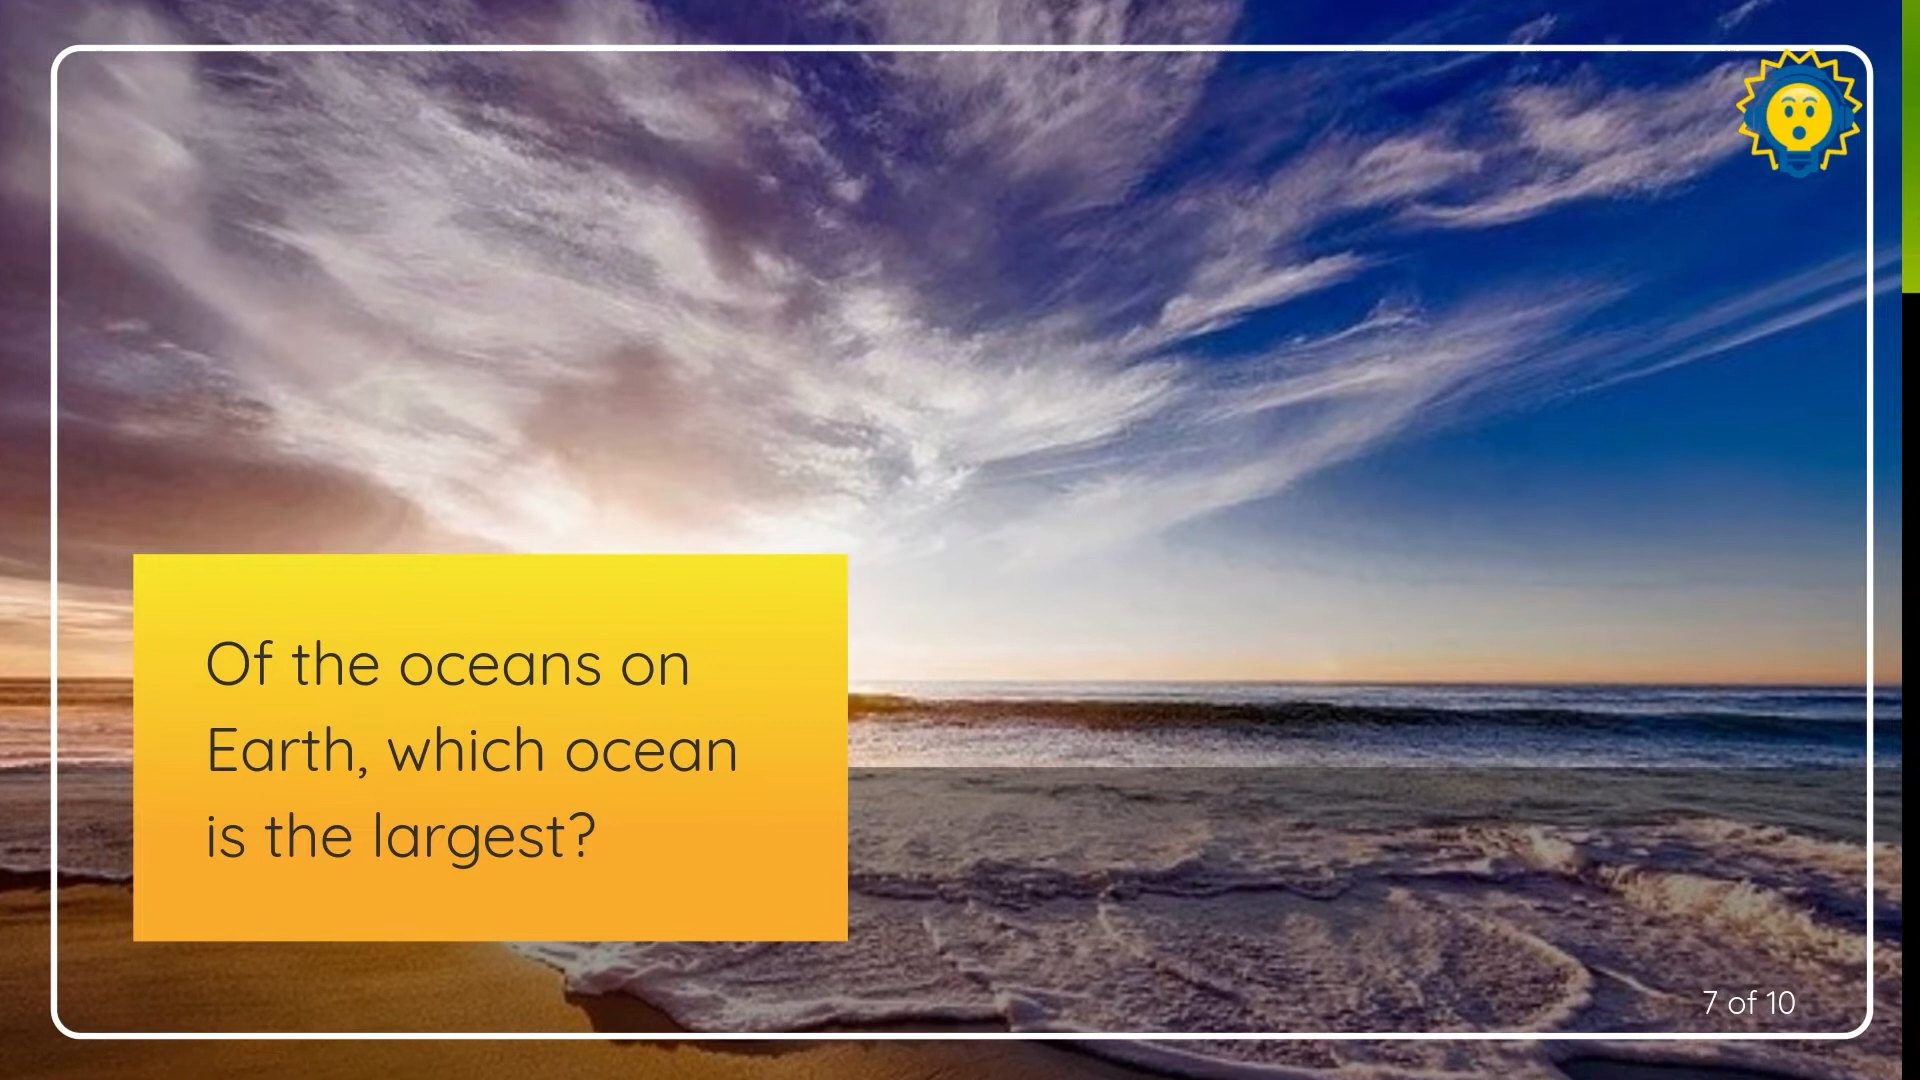 Of the oceans on
Earth, which ocean
is the largest?
7 of 10